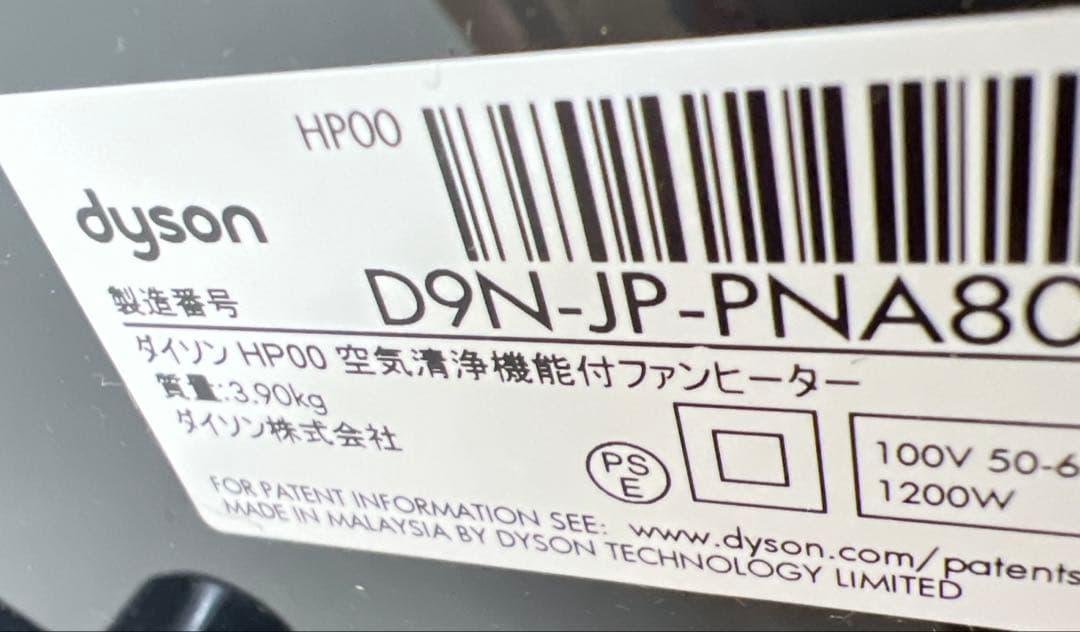 HP00
dyson
製造番号 D9N-JP-PNA80
ダイソン HP00 空気清浄機能付ファンヒーター
質量:3.90kg
ダイソン株式会社
PS
E
100V 50-6
1200W
FOR PATENT INFORMATION SEE: www.dyson.com/patents
MADE IN MALAYSIA BY DYSON TECHNOLOGY LIMITED